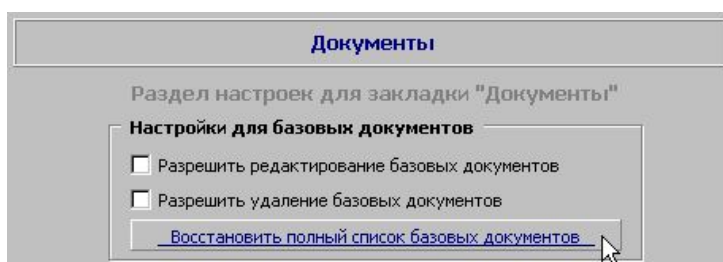 Документы
Раздел настроек для закладки "Документы"
Настройки для базовых документов
Разрешить редактирование базовых документов
Разрешить удаление базовых документов
Восстановить полный список базовых документов